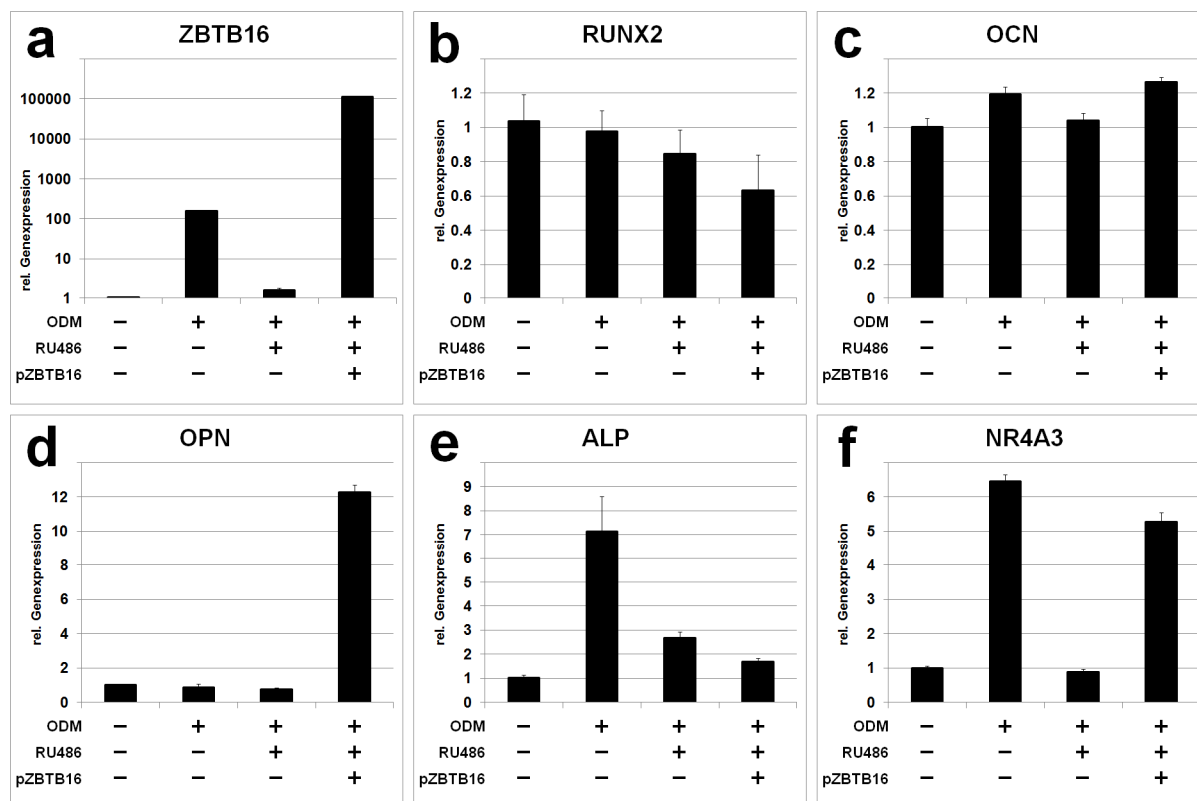 a ZBTB16
rel. Genexpression
100000
10000
1000
100
10
1
ODM − + + +
RU486 − − + +
pZBTB16 − − − +
b RUNX2
rel. Genexpression
1.2
1
0.8
0.6
0.4
0.2
0
− + + +
− − + +
− − − +
c OCN
rel. Genexpression
1.2
1
0.8
0.6
0.4
0.2
0
ODM − + + +
RU486 − − + +
pZBTB16 − − − +
d OPN
rel. Genexpression
12
10
8
6
4
2
0
ODM − + + +
RU486 − − + +
pZBTB16 − − − +
e ALP
rel. Genexpression
9
8
7
6
5
4
3
2
1
0
ODM − + + +
RU486 − − + +
pZBTB16 − − − +
f NR4A3
rel. Genexpression
6
5
4
3
2
1
0
ODM − + + +
RU486 − − + +
pZBTB16 − − − +